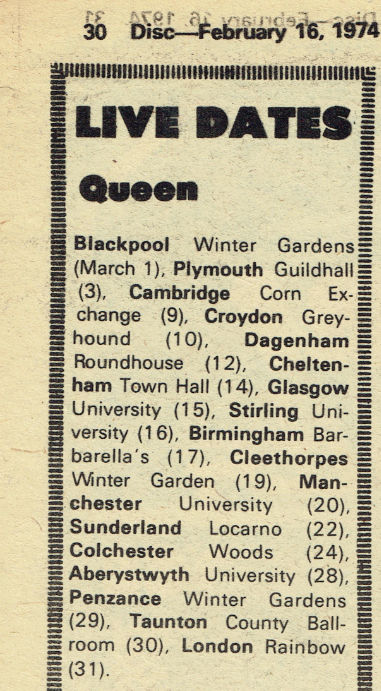 30 Disc—February 16, 1974
LIVE DATES
Queen
Blackpool Winter Gardens
(March 1), Plymouth Guildhall
(3), Cambridge Corn Ex-
change (9), Croydon Grey-
hound (10), Dagenham
Roundhouse (12), Chelten-
ham Town Hall (14), Glasgow
University (15), Stirling Uni-
versity (16), Birmingham Bar-
barella's (17), Cleethorpes
Winter Garden (19), Man-
chester University (20),
Sunderland Locarno (22),
Colchester Woods (24),
Aberystwyth University (28),
Penzance Winter Gardens
(29), Taunton County Ball-
room (30), London Rainbow
(31).